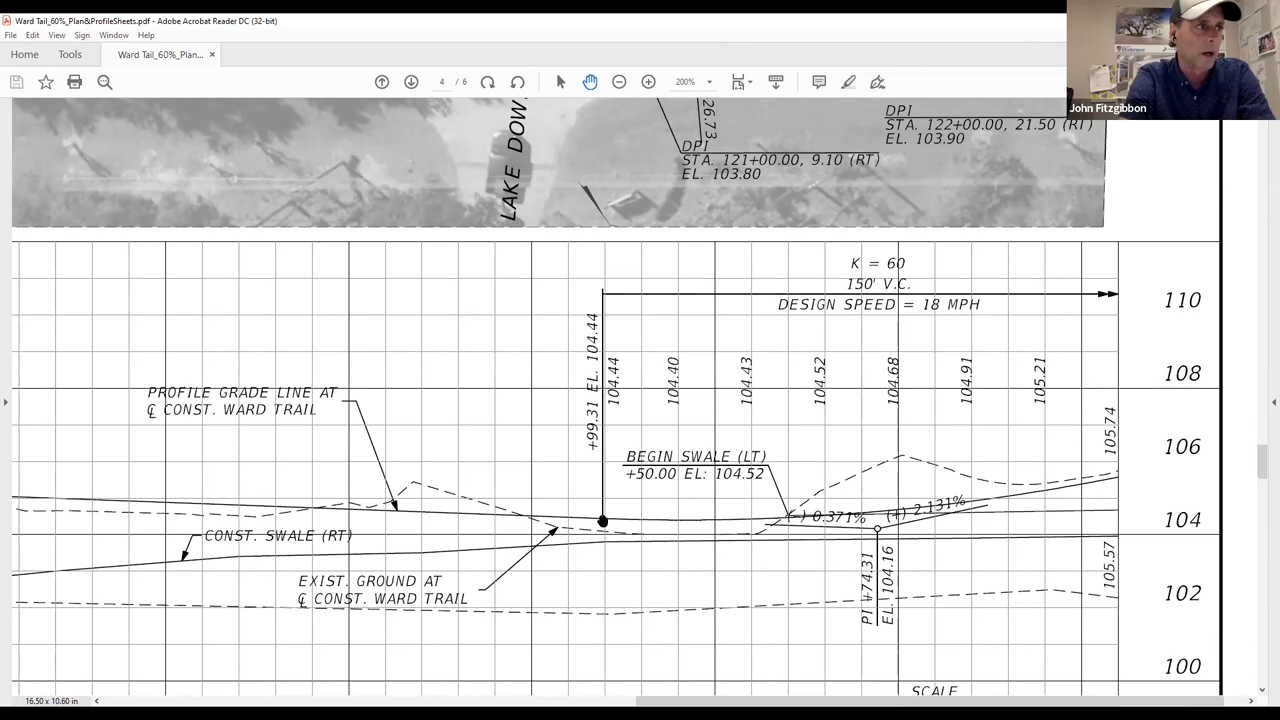 Ward Tail_60%_Plan&ProfileSheets.pdf - Adobe Acrobat Reader DC (32-bit)
File Edit View Sign Window Help
Home Tools Ward Tail_60%_Plan... ×
4 / 6 200%
John Fitzgibbon
LAKE DOW
26.73
DPI
STA. 121+00.00, 9.10 (RT)
EL. 103.80
DPI
STA. 122+00.00, 21.50 (RT)
EL. 103.90
K = 60
150' V.C.
DESIGN SPEED = 18 MPH
110
108
106
104
102
100
+99.31 EL. 104.44
104.44
104.40
104.43
104.52
104.68
104.91
105.21
105.74
PROFILE GRADE LINE AT
℄ CONST. WARD TRAIL
BEGIN SWALE (LT)
+50.00 EL: 104.52
(-) 0.371%
(+) 2.131%
CONST. SWALE (RT)
EXIST. GROUND AT
℄ CONST. WARD TRAIL
PI +74.31
EL. 104.16
105.57
SCALE
16.50 x 10.60 in